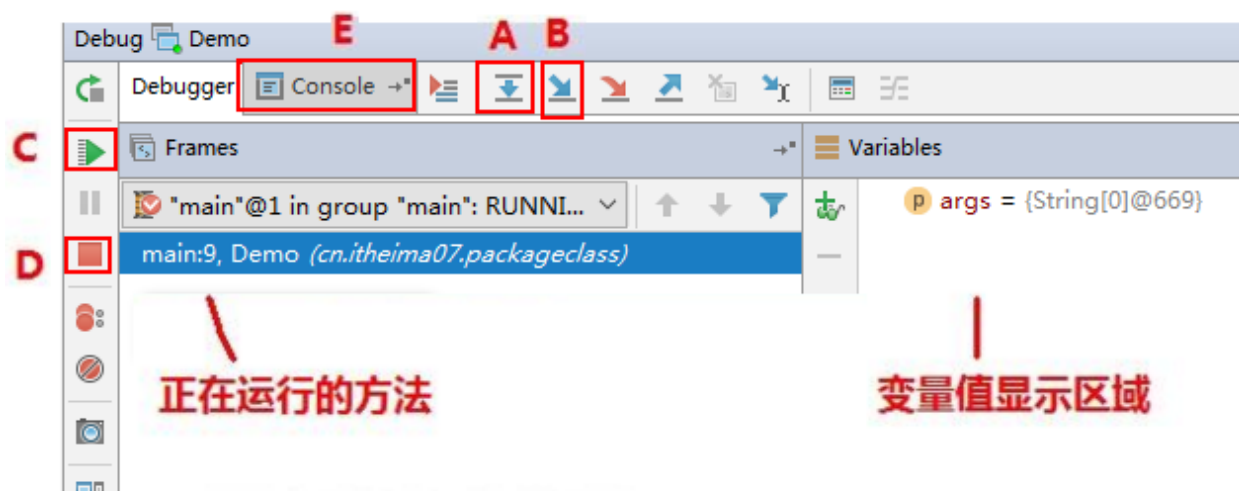 Debug Demo
E A B
Debugger Console
C
Frames Variables
"main"@1 in group "main": RUNNI... p args = {String[0]@669}
D
main:9, Demo (cn.itheima07.packageclass)
正在运行的方法
变量值显示区域